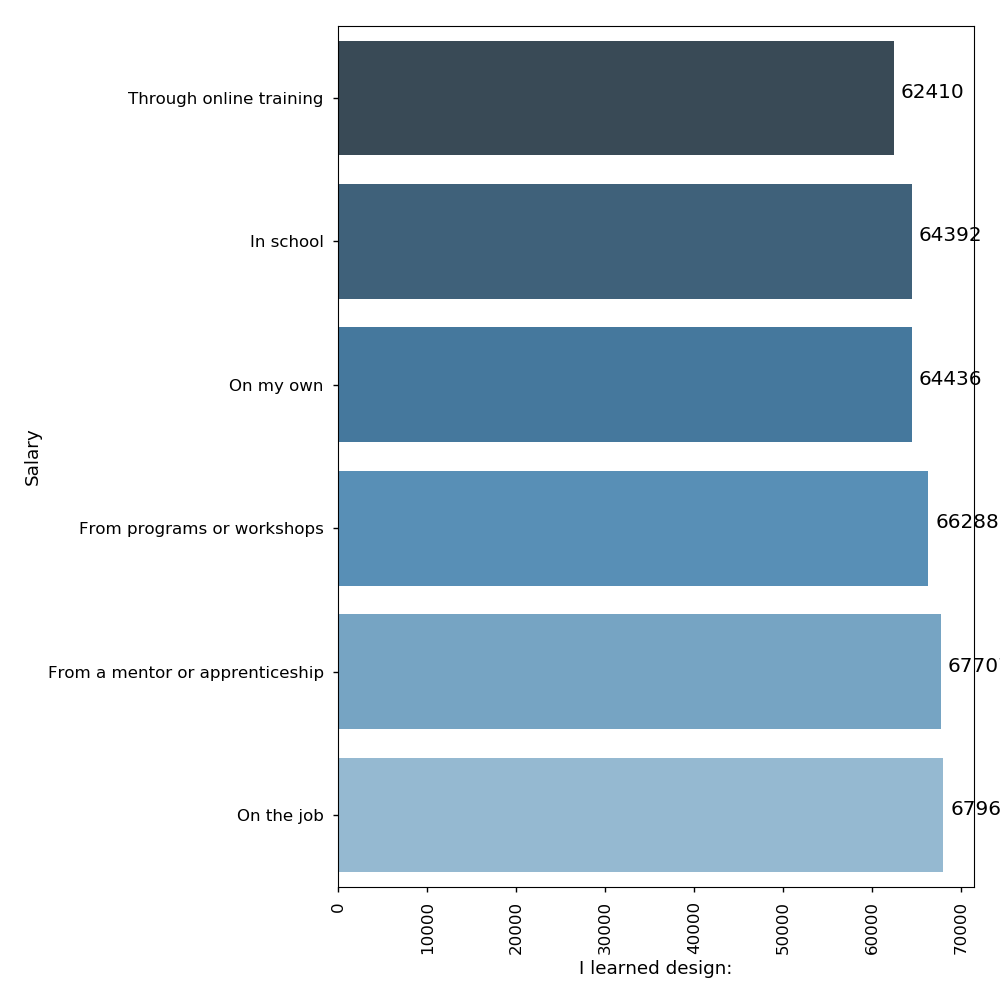 Through online training 62410
In school 64392
On my own 64436
Salary
From programs or workshops 66288
From a mentor or apprenticeship 6770
On the job 6796
0 10000 20000 30000 40000 50000 60000 70000
I learned design: